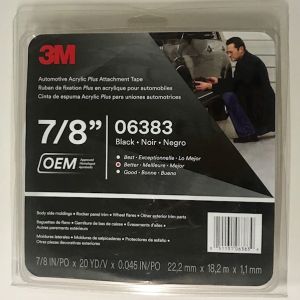 3M
Automotive Acrylic Plus Attachment Tape
Ruban de fixation Plus en acrylique pour automobiles
Cinta de espuma Acrylic Plus para uniones automotrices
7/8"
06383
Black • Noir • Negro
OEM
Best • Exceptionnelle • Lo Mejor
Better • Meilleure • Mejor
Good • Bonne • Bueno
Body side moldings • Rocker panel trim • Wheel flares • Other exterior trim parts
7/8 IN/PO x 20 YD/V x 0.045 IN/PO
22,2 mm x 18,2 m x 1,1 mm